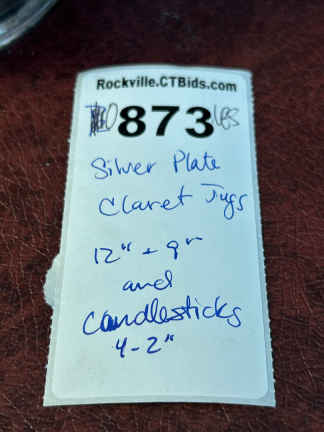 Rockville.CTBids.com
873
Silver Plate
Claret Jugs
12" + 9"
and
Candlesticks
4-2"